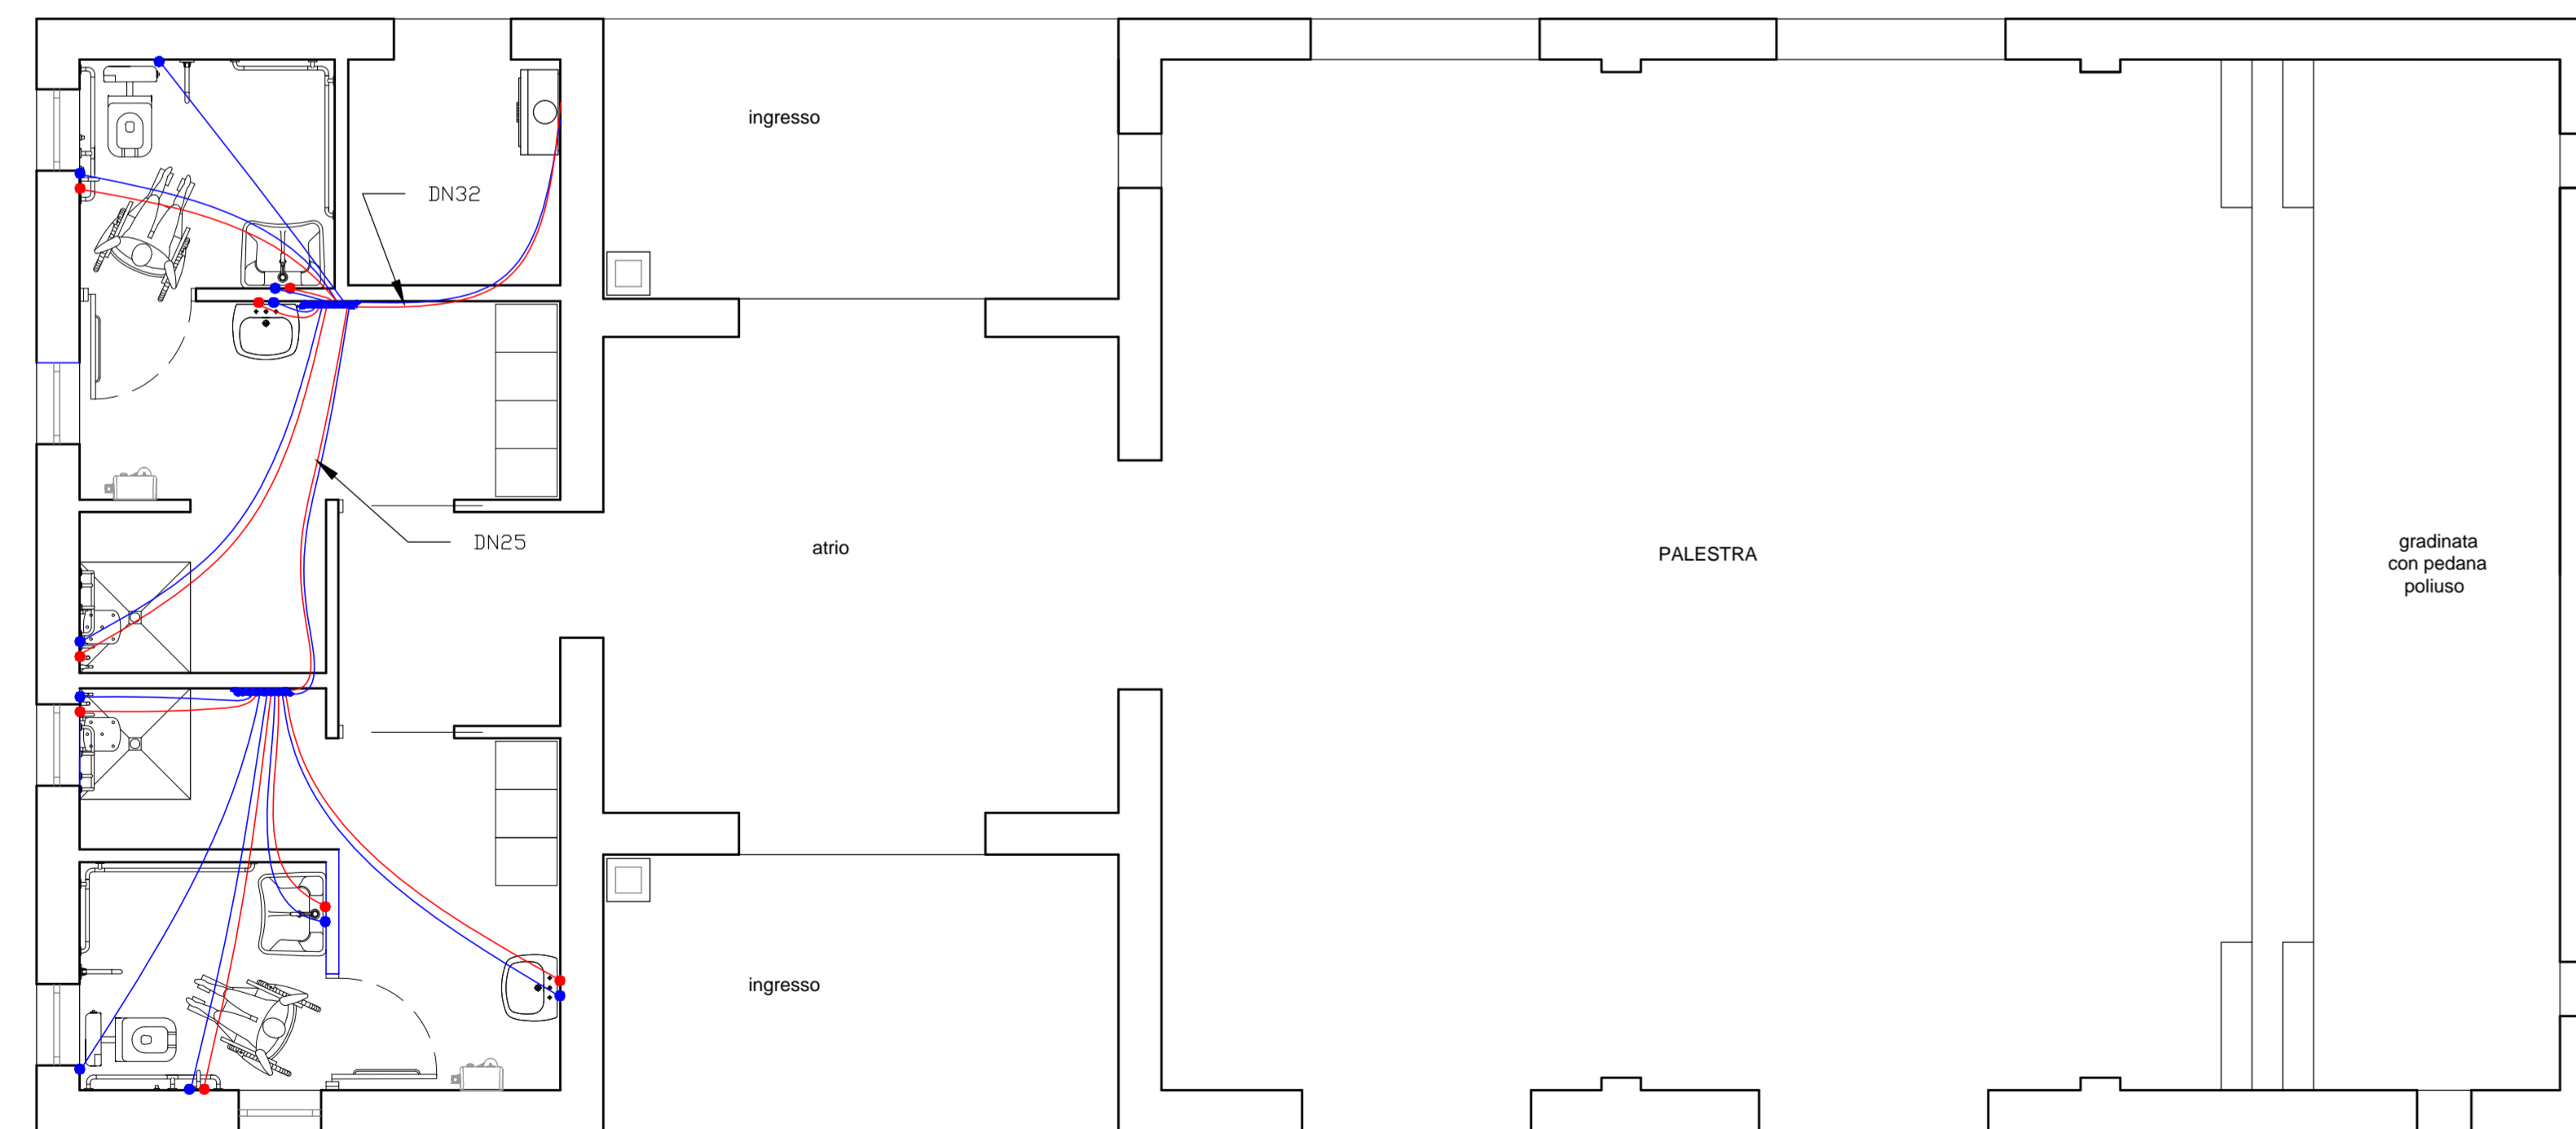 ingresso
DN32
DN25
atrio
PALESTRA
gradinata
con pedana
poliuso
ingresso